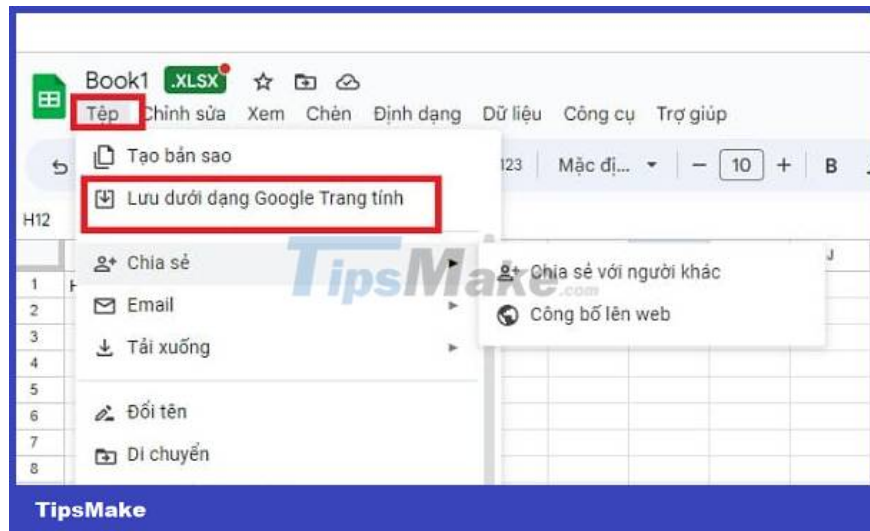 Book1 .XLSX
Tệp Chỉnh sửa Xem Chèn Định dạng Dữ liệu Công cụ Trợ giúp
Tạo bản sao
123 Mặc đị... 10 + B
Lưu dưới dạng Google Trang tính
H12
Chia sẻ
J
TipsMake.com
Chia sẻ với người khác
1 H
Email
2
Công bố lên web
3
Tải xuống
4
5
Đổi tên
6
7
Di chuyển
8
TipsMake